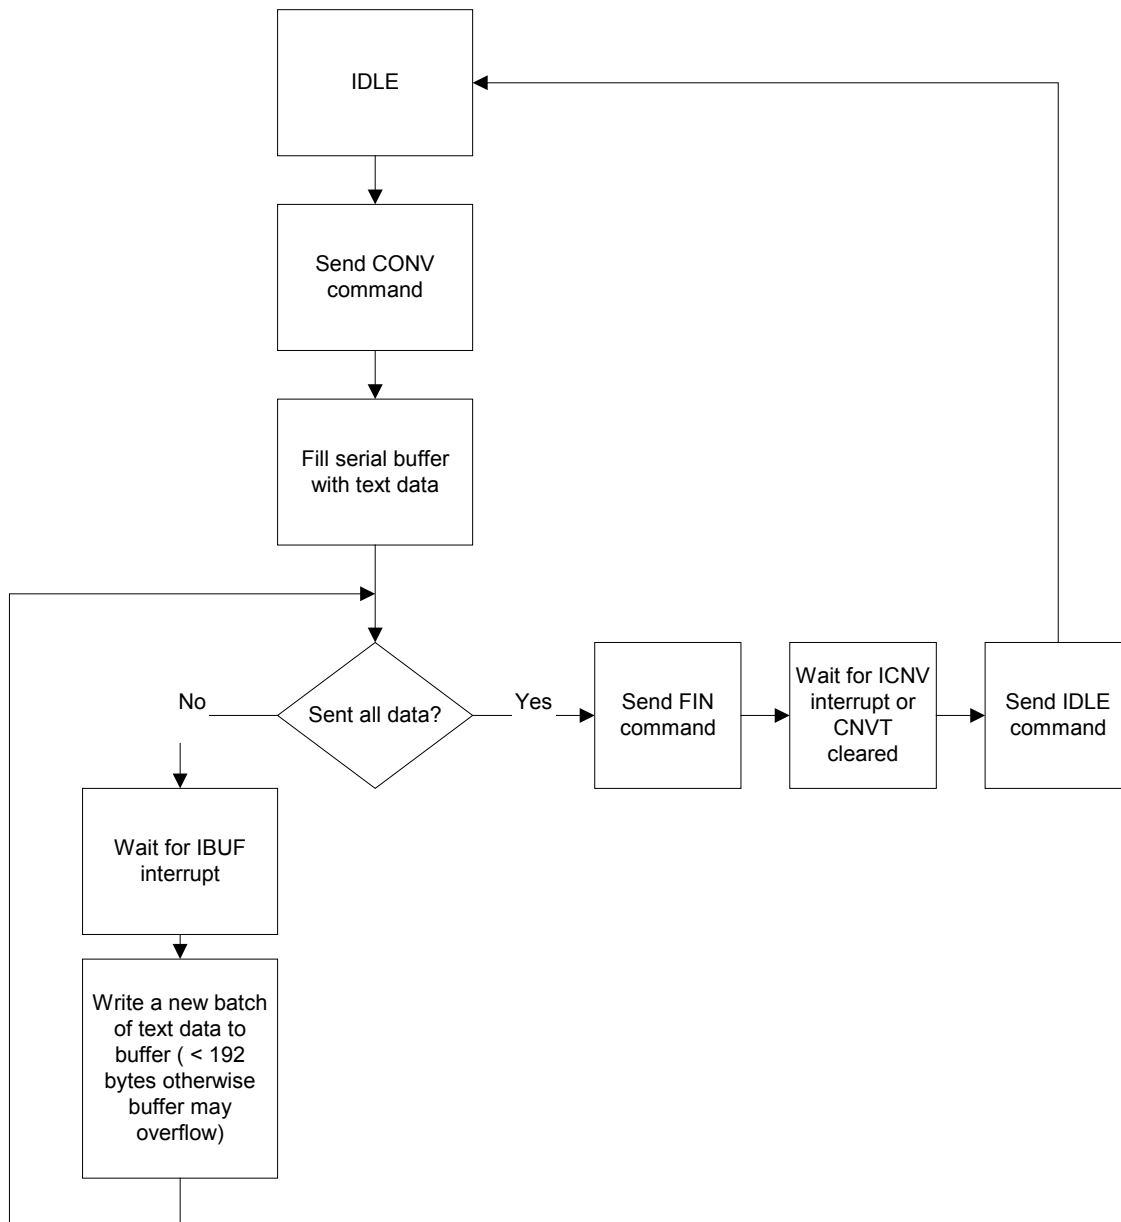 IDLE
Send CONV
command
Fill serial buffer
with text data
Sent all data?
No
Yes
Send FIN
command
Wait for ICNV
interrupt or
CNVT
cleared
Send IDLE
command
Wait for IBUF
interrupt
Write a new batch
of text data to
buffer ( < 192
bytes otherwise
buffer may
overflow)